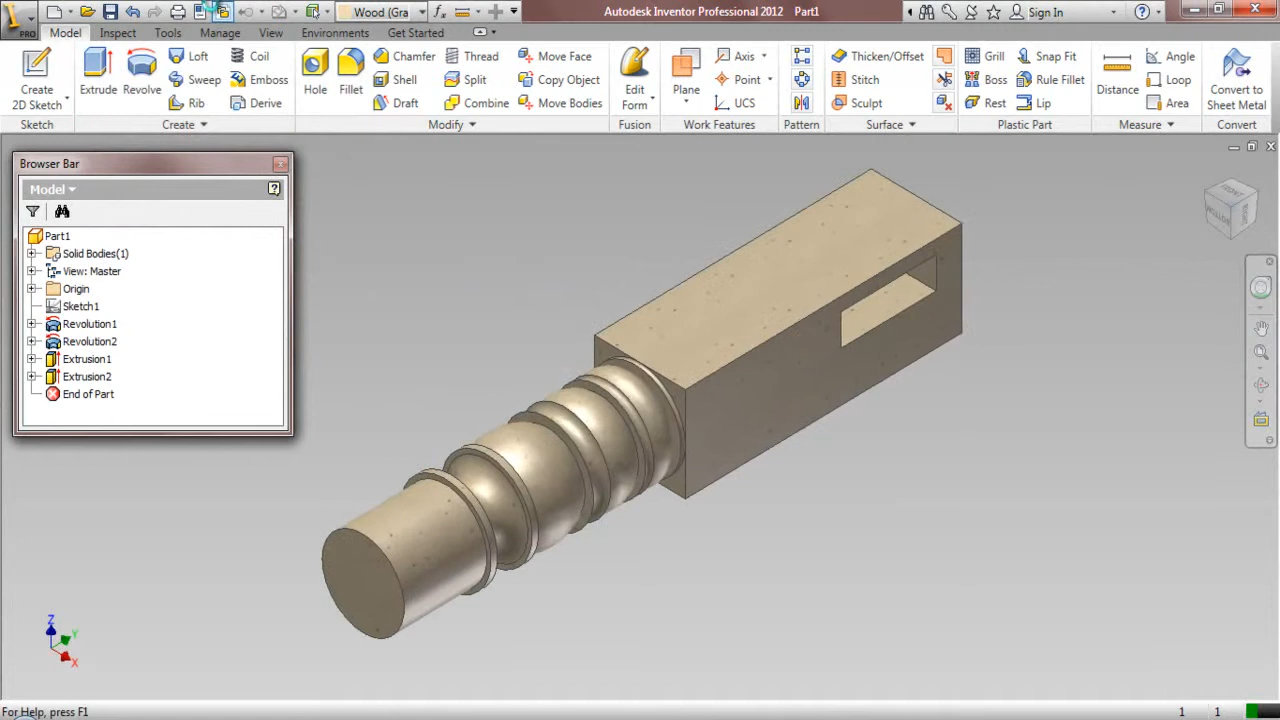 PRO
Wood (Gra
Autodesk Inventor Professional 2012 Part1
Sign In
Model Inspect Tools Manage View Environments Get Started
Create 2D Sketch
Extrude
Revolve
Loft
Sweep
Rib
Coil
Emboss
Derive
Hole
Fillet
Chamfer
Shell
Draft
Thread
Split
Combine
Move Face
Copy Object
Move Bodies
Edit Form
Plane
Axis
Point
UCS
Thicken/Offset
Stitch
Sculpt
Grill
Boss
Rest
Snap Fit
Rule Fillet
Lip
Distance
Angle
Loop
Area
Convert to Sheet Metal
Sketch Create Modify Fusion Work Features Pattern Surface Plastic Part Measure Convert
Browser Bar
Model
Part1
Solid Bodies(1)
View: Master
Origin
Sketch1
Revolution1
Revolution2
Extrusion1
Extrusion2
End of Part
FRONT
Z
Y
X
For Help, press F1
1 1